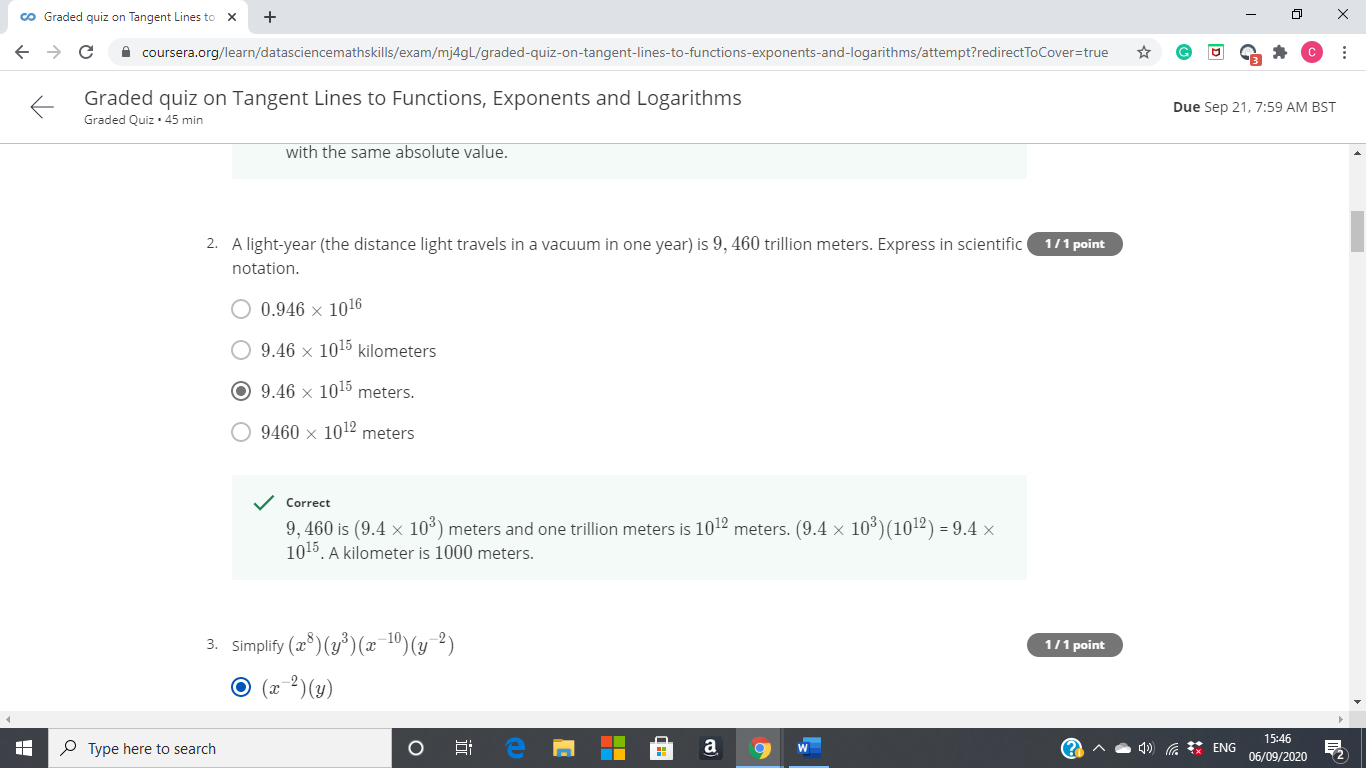 Graded quiz on Tangent Lines to
coursera.org/learn/datasciencemathskills/exam/mj4gL/graded-quiz-on-tangent-lines-to-functions-exponents-and-logarithms/attempt?redirectToCover=true
3
C
Graded quiz on Tangent Lines to Functions, Exponents and Logarithms
Graded Quiz • 45 min
Due Sep 21, 7:59 AM BST
with the same absolute value.
2. A light-year (the distance light travels in a vacuum in one year) is 9, 460 trillion meters. Express in scientific
notation.
1 / 1 point
0.946 × 10^16
9.46 × 10^15 kilometers
9.46 × 10^15 meters.
9460 × 10^12 meters
Correct
9, 460 is (9.4 × 10^3) meters and one trillion meters is 10^12 meters. (9.4 × 10^3)(10^12) = 9.4 ×
10^15. A kilometer is 1000 meters.
3. Simplify (x^8)(y^3)(x^−10)(y^−2)
1 / 1 point
(x^−2)(y)
Type here to search
ENG
15:46
06/09/2020
2